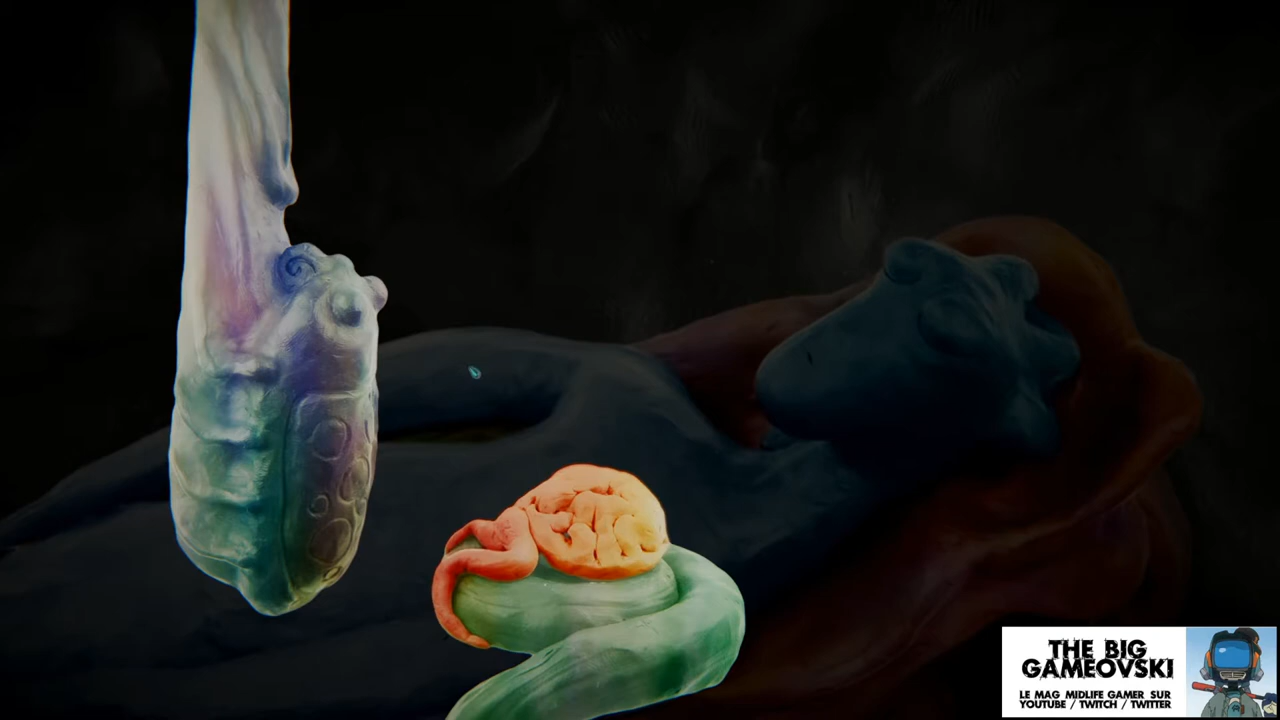 THE BIG
GAMEOVSKI
LE MAG MIDLIFE GAMER SUR
YOUTUBE / TWITCH / TWITTER